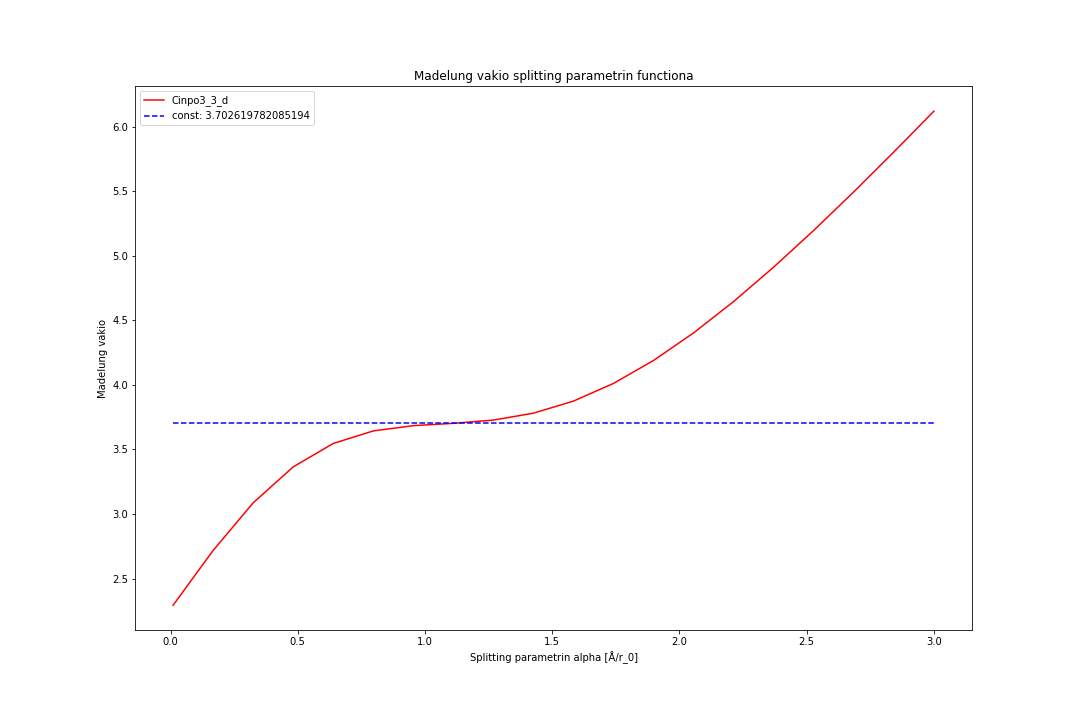 Madelung vakio splitting parametrin functiona
Cinpo3_3_d
const: 3.702619782085194
Madelung vakio
6.0
5.5
5.0
4.5
4.0
3.5
3.0
2.5
0.0 0.5 1.0 1.5 2.0 2.5 3.0
Splitting parametrin alpha [Å/r_0]